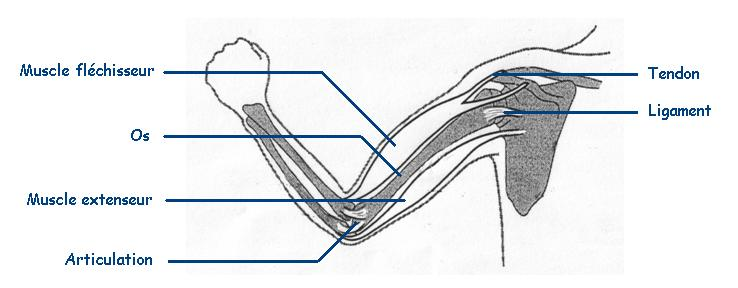 Muscle fléchisseur
Os
Muscle extenseur
Articulation
Tendon
Ligament